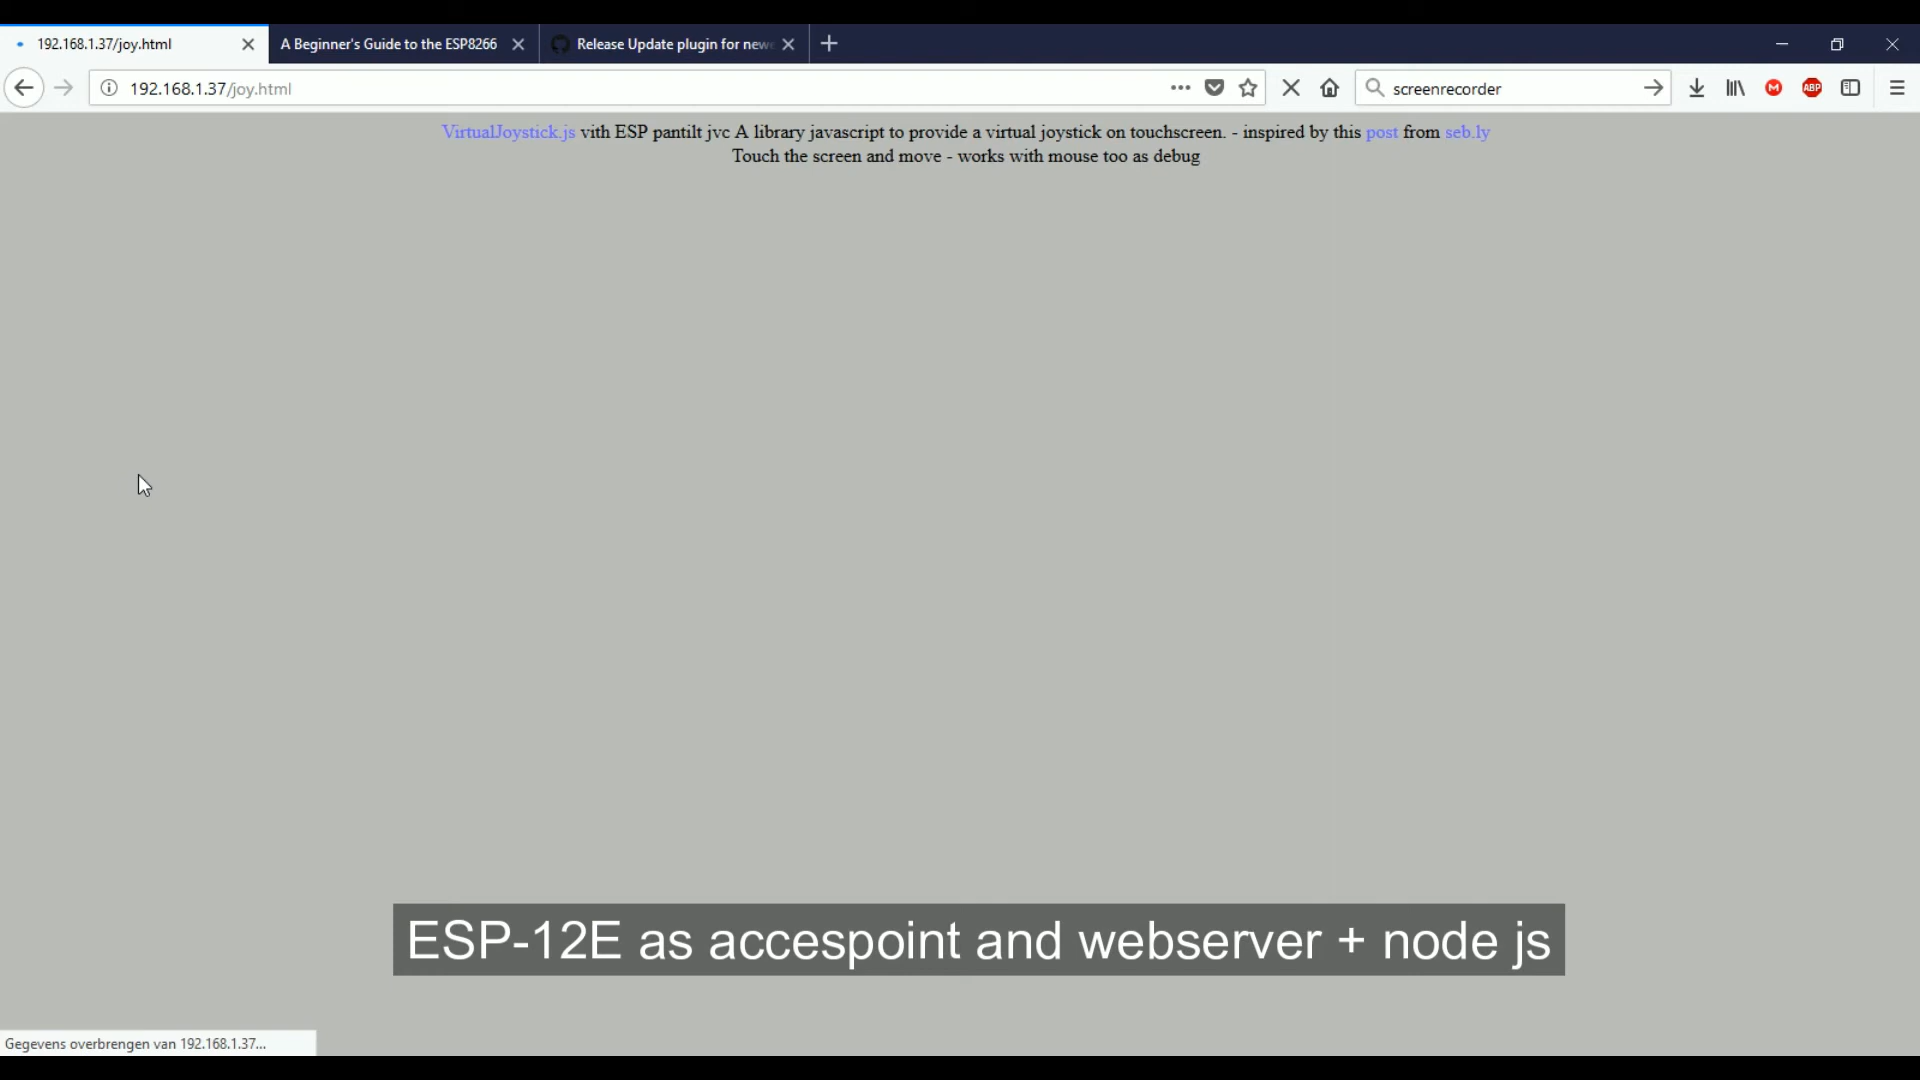 192.168.1.37/joy.html
A Beginner's Guide to the ESP8266
Release Update plugin for new
192.168.1.37/joy.html
screenrecorder
M
ABP
VirtualJoystick.js vith ESP pantilt jvc A library javascript to provide a virtual joystick on touchscreen. - inspired by this post from seb.ly
Touch the screen and move - works with mouse too as debug
ESP-12E as accespoint and webserver + node js
Gegevens overbrengen van 192.168.1.37...